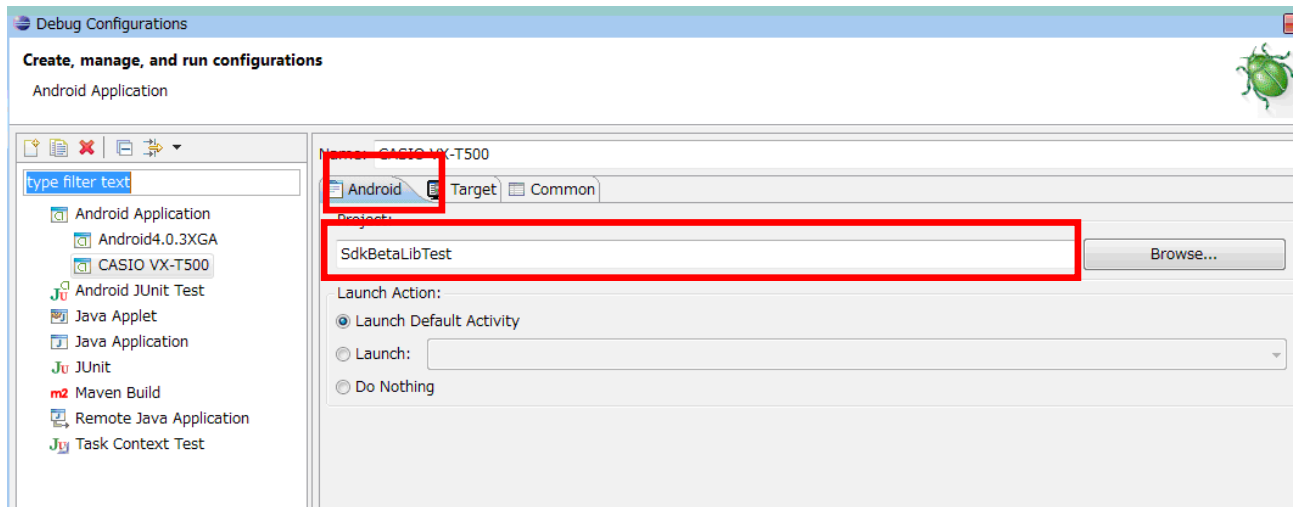 Debug Configurations
Create, manage, and run configurations
Android Application
type filter text
Android Application
Android4.0.3XGA
CASIO VX-T500
Android JUnit Test
Java Applet
Java Application
JUnit
Maven Build
Remote Java Application
Task Context Test
Name: CASIO VX-T500
Android
Target
Common
Project:
SdkBetaLibTest
Browse...
Launch Action:
Launch Default Activity
Launch:
Do Nothing